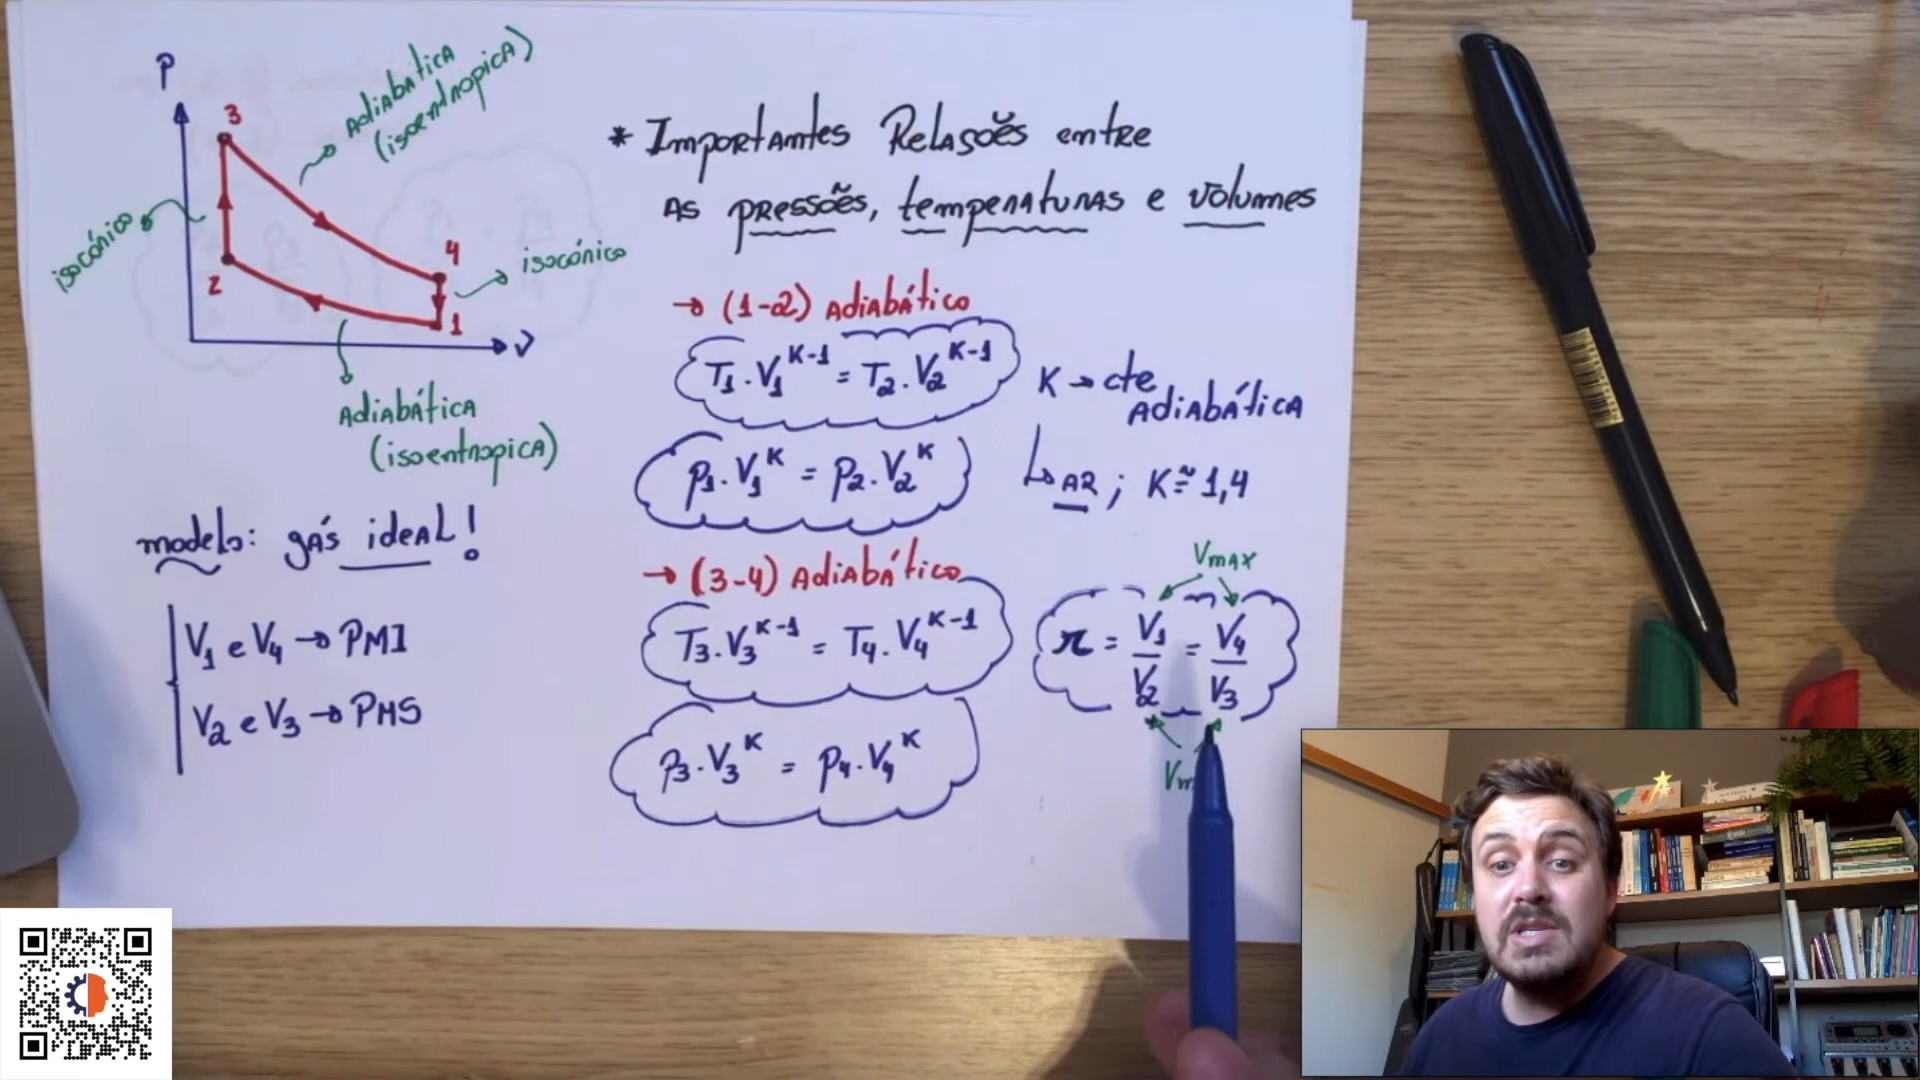 P
3
Adiabática
(isoentropica)
isocórico
2
4
isocórico
1
V
Adiabática
(isoentropica)
modelo: gás ideal!
V1 e V4 → PMI
V2 e V3 → PMS
* Importantes Relações entre
as pressões, temperaturas e volumes
→ (1-2) Adiabático
T1.V1^K-1 = T2.V2^K-1
p1.V1^K = p2.V2^K
K → cte
Adiabática
↳ AR ; K ≅ 1,4
→ (3-4) Adiabático
T3.V3^K-1 = T4.V4^K-1
p3.V3^K = p4.V4^K
Vmax
r = V1/V2 = V4/V3